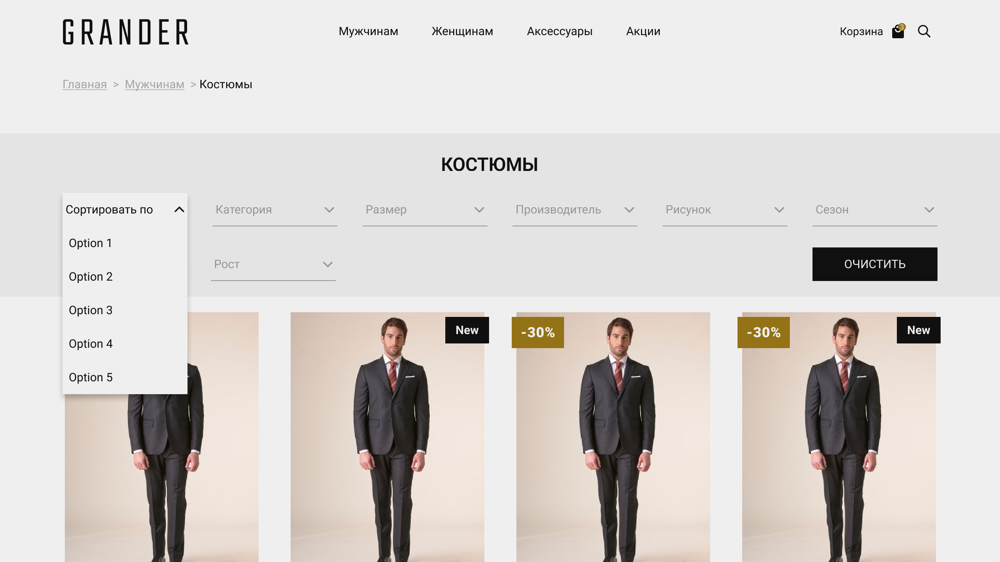 GRANDER
Мужчинам
Женщинам
Аксессуары
Акции
Корзина
3
Главная > Мужчинам > Костюмы
КОСТЮМЫ
Сортировать по
Категория
Размер
Производитель
Рисунок
Сезон
Option 1
Option 2
Option 3
Option 4
Option 5
Рост
ОЧИСТИТЬ
New
-30%
-30%
New